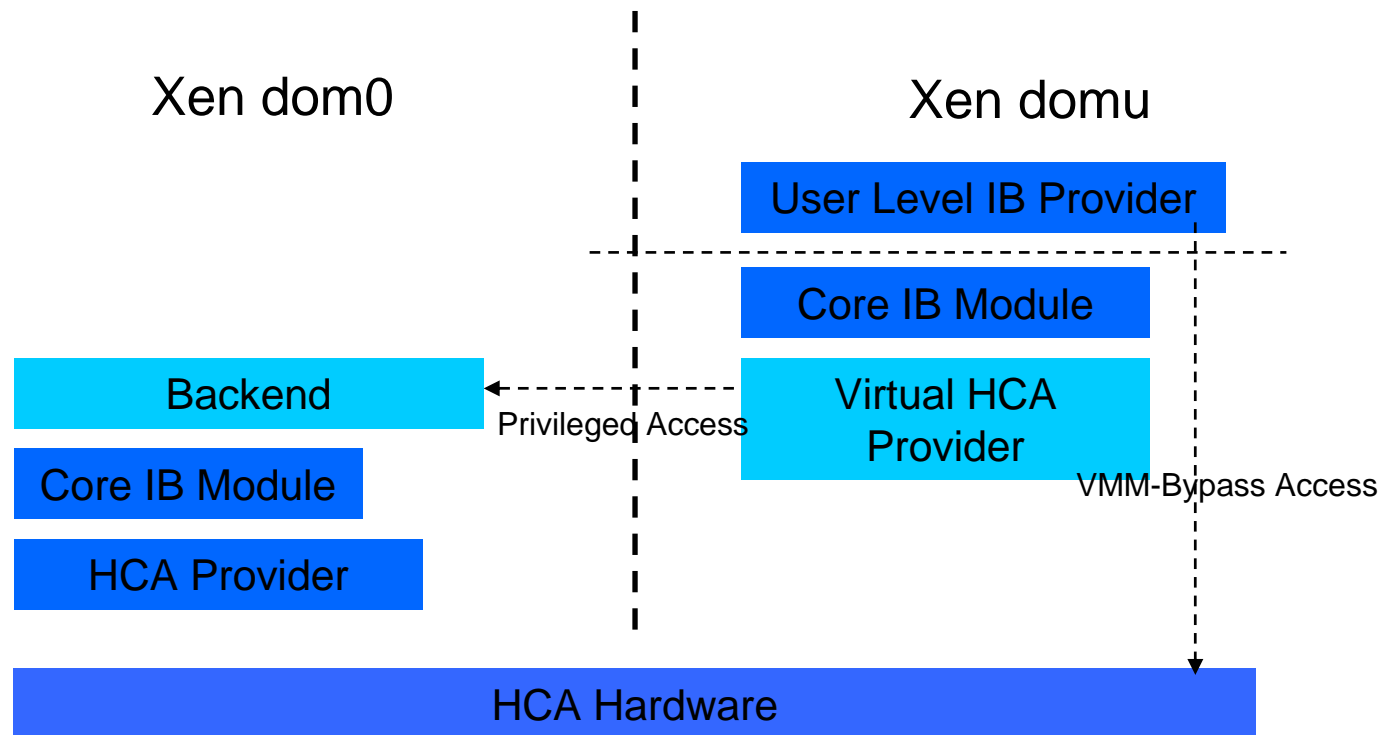 Xen dom0
Xen domu
User Level IB Provider
Core IB Module
Backend
Privileged Access
Virtual HCA
Provider
VMM-Bypass Access
Core IB Module
HCA Provider
HCA Hardware